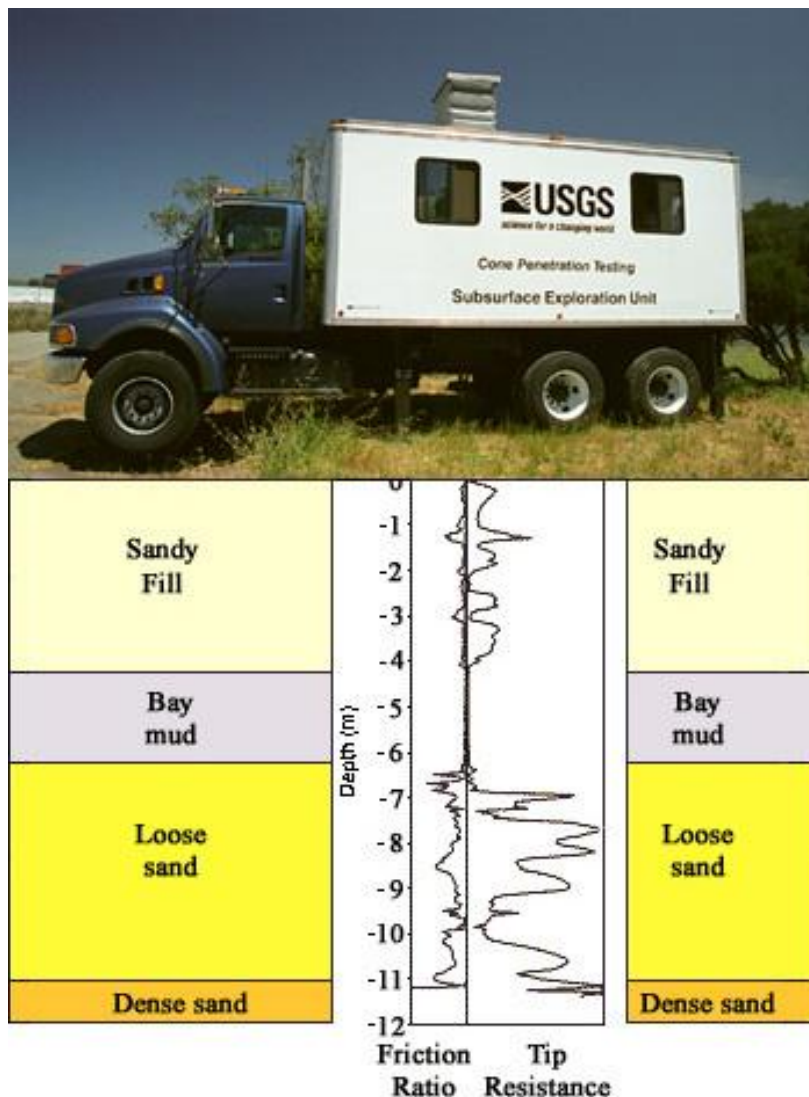 USGS
science for a changing world
Cone Penetration Testing
Subsurface Exploration Unit
Sandy
Fill
Bay
mud
Loose
sand
Dense sand
Depth (m)
0
-1
-2
-3
-4
-5
-6
-7
-8
-9
-10
-11
-12
Friction
Ratio
Tip
Resistance
Sandy
Fill
Bay
mud
Loose
sand
Dense sand